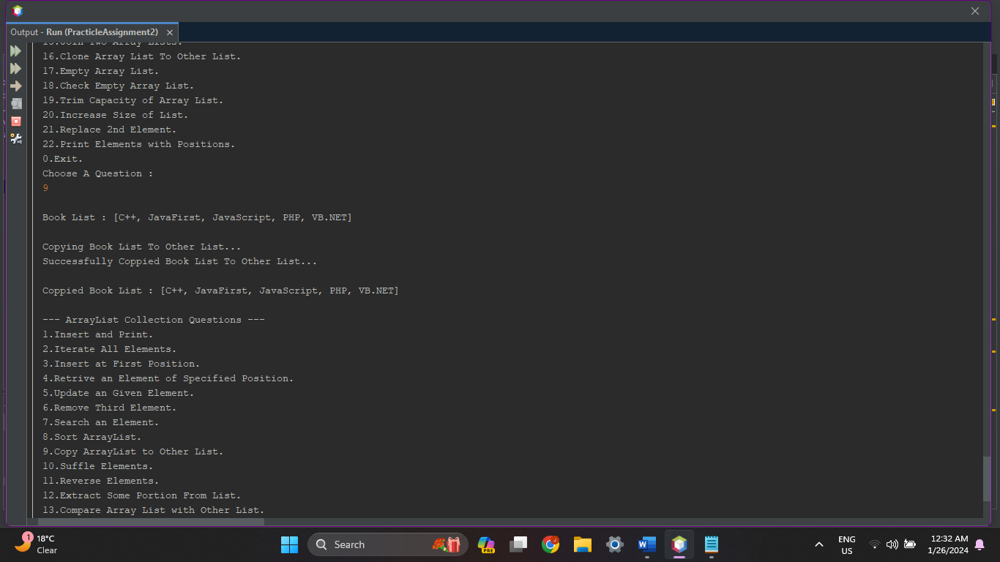 Output - Run (PracticleAssignment2)
15.Join Two Array Lists.
16.Clone Array List To Other List.
17.Empty Array List.
18.Check Empty Array List.
19.Trim Capacity of Array List.
20.Increase Size of List.
21.Replace 2nd Element.
22.Print Elements with Positions.
0.Exit.
Choose A Question :
9
Book List : [C++, JavaFirst, JavaScript, PHP, VB.NET]
Copying Book List To Other List...
Successfully Coppied Book List To Other List...
Coppied Book List : [C++, JavaFirst, JavaScript, PHP, VB.NET]
--- ArrayList Collection Questions ---
1.Insert and Print.
2.Iterate All Elements.
3.Insert at First Position.
4.Retrive an Element of Specified Position.
5.Update an Given Element.
6.Remove Third Element.
7.Search an Element.
8.Sort ArrayList.
9.Copy ArrayList to Other List.
10.Suffle Elements.
11.Reverse Elements.
12.Extract Some Portion From List.
13.Compare Array List with Other List.
1
18°C
Clear
Search
PRE
ENG
US
12:32 AM
1/26/2024